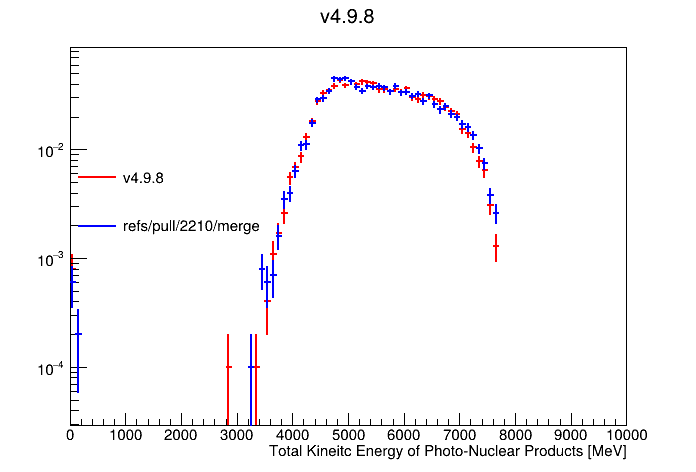 v4.9.8
10⁻²
v4.9.8
refs/pull/2210/merge
10⁻³
10⁻⁴
0 1000 2000 3000 4000 5000 6000 7000 8000 9000 10000
Total Kineitc Energy of Photo-Nuclear Products [MeV]